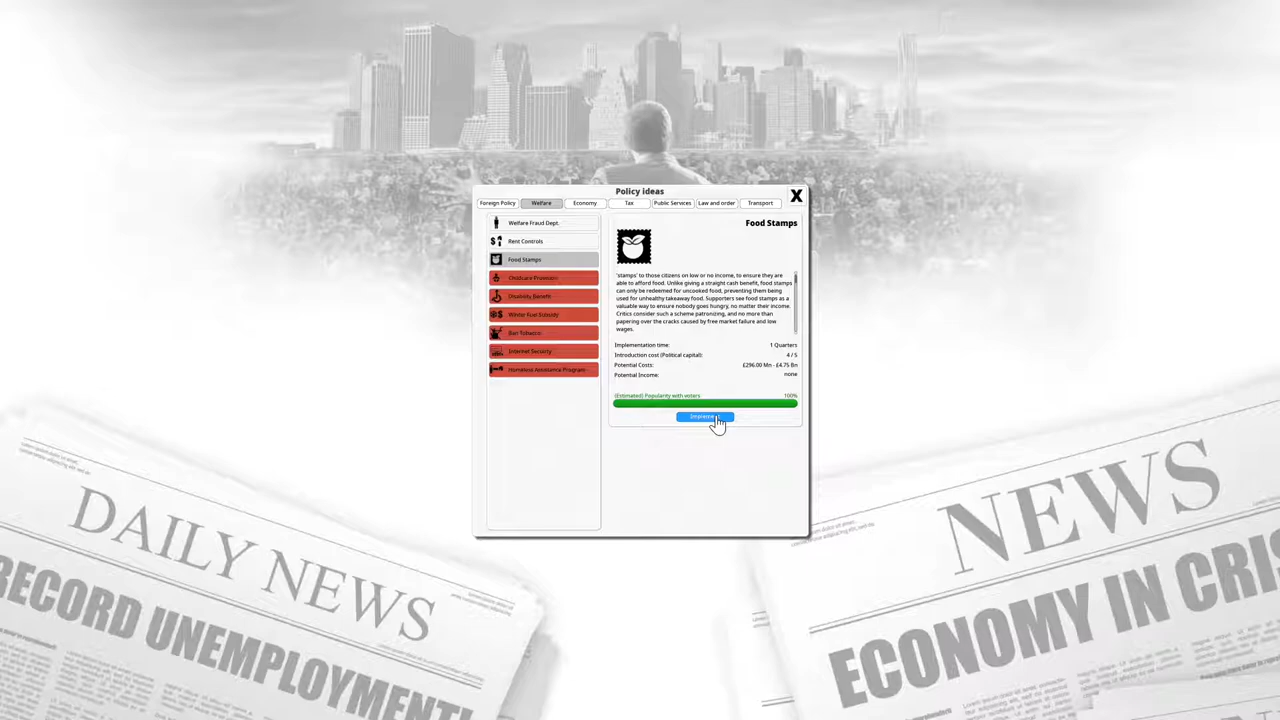 Policy ideas
X
Foreign Policy
Welfare
Economy
Tax
Public Services
Law and order
Transport
Welfare Fraud Dept.
Rent Controls
Food Stamps
Childcare Provision
Disability Benefit
Winter Fuel Subsidy
Ban Tobacco
Internet Security
Homeless Assistance Program
Food Stamps
'stamps' to those citizens on low or no income, to ensure they are
able to afford food. Unlike giving a straight cash benefit, food stamps
can only be redeemed for uncooked food, preventing them being
used for unhealthy takeaway food. Supporters see food stamps as a
valuable way to ensure nobody goes hungry, no matter their income.
Critics consider such a scheme patronizing, and no more than
papering over the cracks caused by free market failure and low
wages.
Implementation time: 1 Quarters
Introduction cost (Political capital): 4 / 5
Potential Costs: £296.00 Mn - £4.75 Bn
Potential Income: none
(Estimated) Popularity with voters 100%
Implement
DAILY NEWS
RECORD UNEMPLOYMENT!
NEWS
ECONOMY IN CRIS